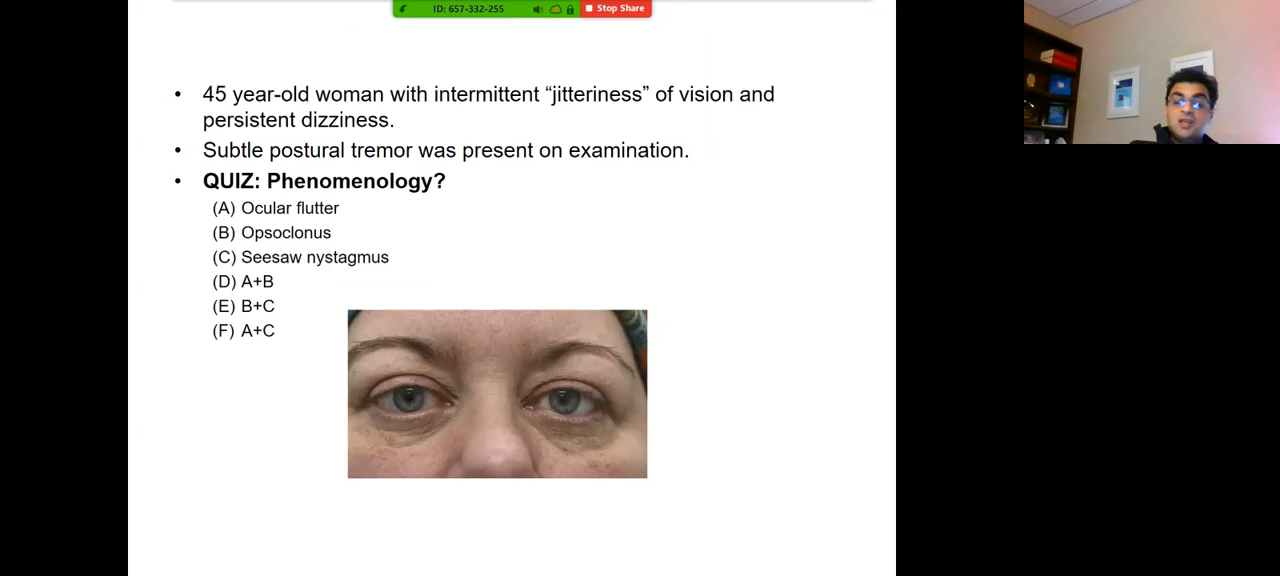 ID: 657-332-255
Stop Share
• 45 year-old woman with intermittent “jitteriness” of vision and
persistent dizziness.
• Subtle postural tremor was present on examination.
• QUIZ: Phenomenology?
(A) Ocular flutter
(B) Opsoclonus
(C) Seesaw nystagmus
(D) A+B
(E) B+C
(F) A+C